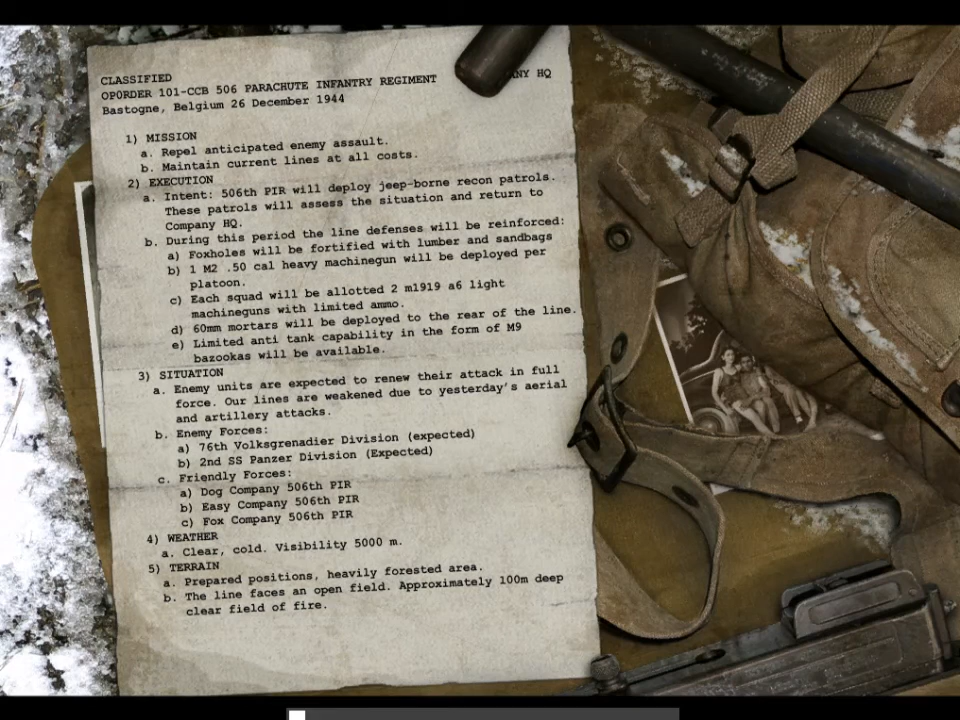 CLASSIFIED
OPORDER 101-CCB 506 PARACHUTE INFANTRY REGIMENT ANY HQ
Bastogne, Belgium 26 December 1944
1) MISSION
a. Repel anticipated enemy assault.
b. Maintain current lines at all costs.
2) EXECUTION
a. Intent: 506th PIR will deploy jeep-borne recon patrols.
These patrols will assess the situation and return to
Company HQ.
b. During this period the line defenses will be reinforced:
a) Foxholes will be fortified with lumber and sandbags
b) 1 M2 .50 cal heavy machinegun will be deployed per
platoon.
c) Each squad will be allotted 2 m1919 a6 light
machineguns with limited ammo.
d) 60mm mortars will be deployed to the rear of the line.
e) Limited anti tank capability in the form of M9
bazookas will be available.
3) SITUATION
a. Enemy units are expected to renew their attack in full
force. Our lines are weakened due to yesterday's aerial
and artillery attacks.
b. Enemy Forces:
a) 76th Volksgrenadier Division (expected)
b) 2nd SS Panzer Division (Expected)
c. Friendly Forces:
a) Dog Company 506th PIR
b) Easy Company 506th PIR
c) Fox Company 506th PIR
4) WEATHER
a. Clear, cold. Visibility 5000 m.
5) TERRAIN
a. Prepared positions, heavily forested area.
b. The line faces an open field. Approximately 100m deep
clear field of fire.